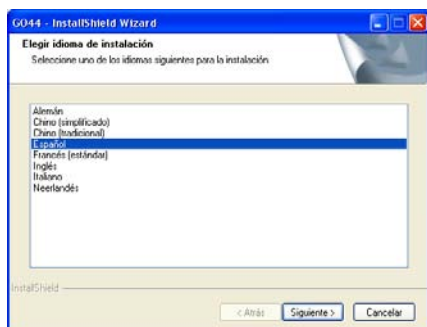 GO44 - InstallShield Wizard
Elegir idioma de instalación
Seleccione uno de los idiomas siguientes para la instalación
Alemán
Chino (simplificado)
Chino (tradicional)
Español
Francés (estándar)
Inglés
Italiano
Neerlandés
InstallShield
< Atrás Siguiente > Cancelar